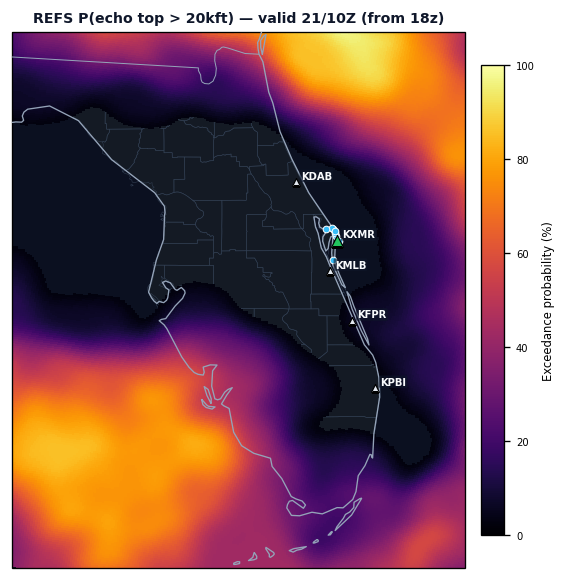 REFS P(echo top > 20kft) — valid 21/10Z (from 18z)
KDAB
KXMR
KMLB
KFPR
KPBI
100
80
60
40
20
0
Exceedance probability (%)